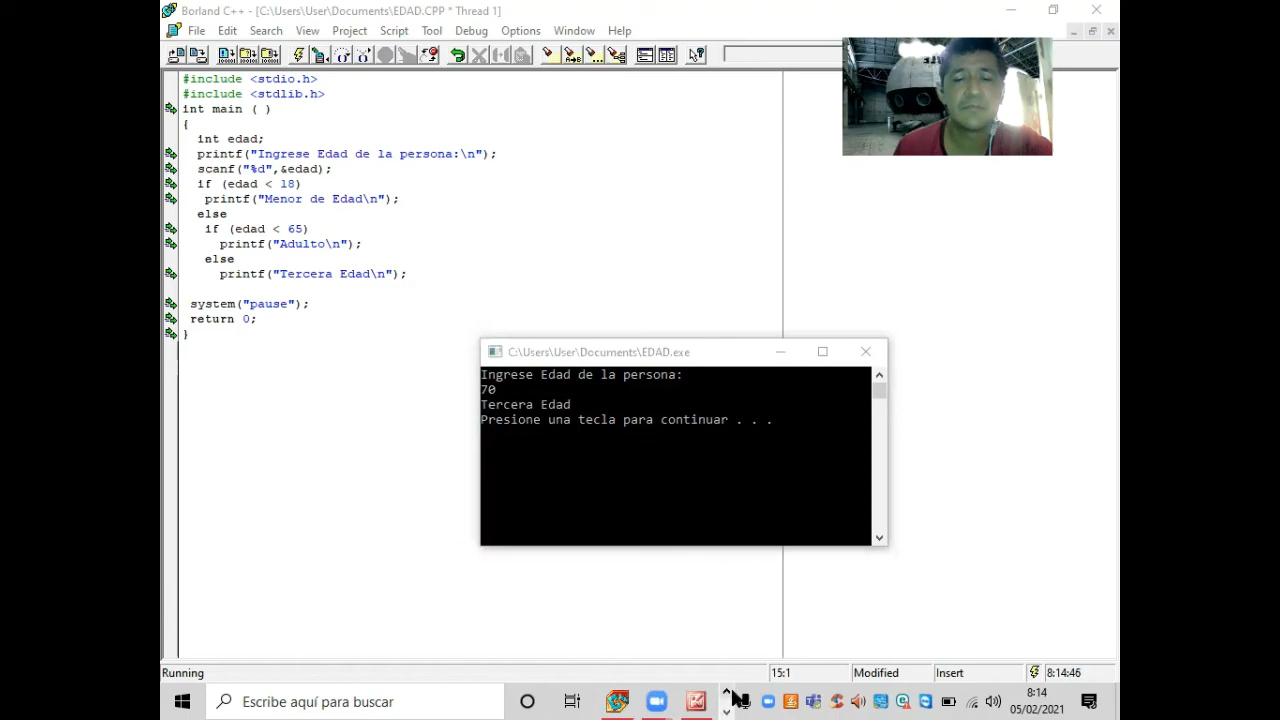 Borland C++ - [C:\Users\User\Documents\EDAD.CPP * Thread 1]
File Edit Search View Project Script Tool Debug Options Window Help
#include <stdio.h>
#include <stdlib.h>
int main ( )
{
int edad;
printf("Ingrese Edad de la persona:\n");
scanf("%d",&edad);
if (edad < 18)
printf("Menor de Edad\n");
else
if (edad < 65)
printf("Adulto\n");
else
printf("Tercera Edad\n");
system("pause");
return 0;
}
C:\Users\User\Documents\EDAD.exe
Ingrese Edad de la persona:
70
Tercera Edad
Presione una tecla para continuar . . .
Running 15:1 Modified Insert 8:14:46
Escribe aquí para buscar
8:14
05/02/2021